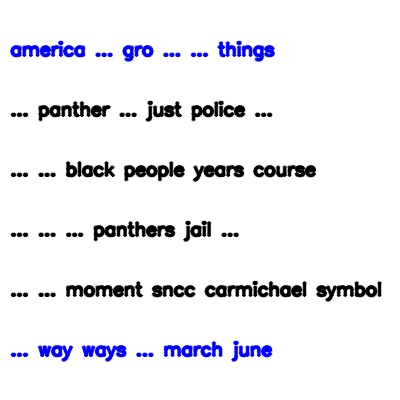 america ... gro ... ... things
... panther ... just police ...
... ... black people years course
... ... ... panthers jail ...
... ... moment sncc carmichael symbol
... way ways ... march june